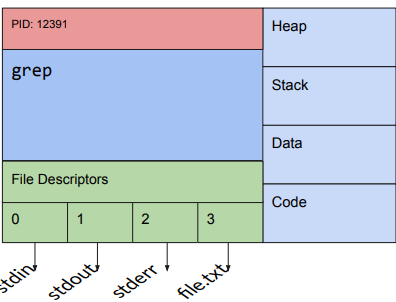 PID: 12391
grep
File Descriptors
0 1 2 3
stdin stdout stderr file.txt
Heap
Stack
Data
Code